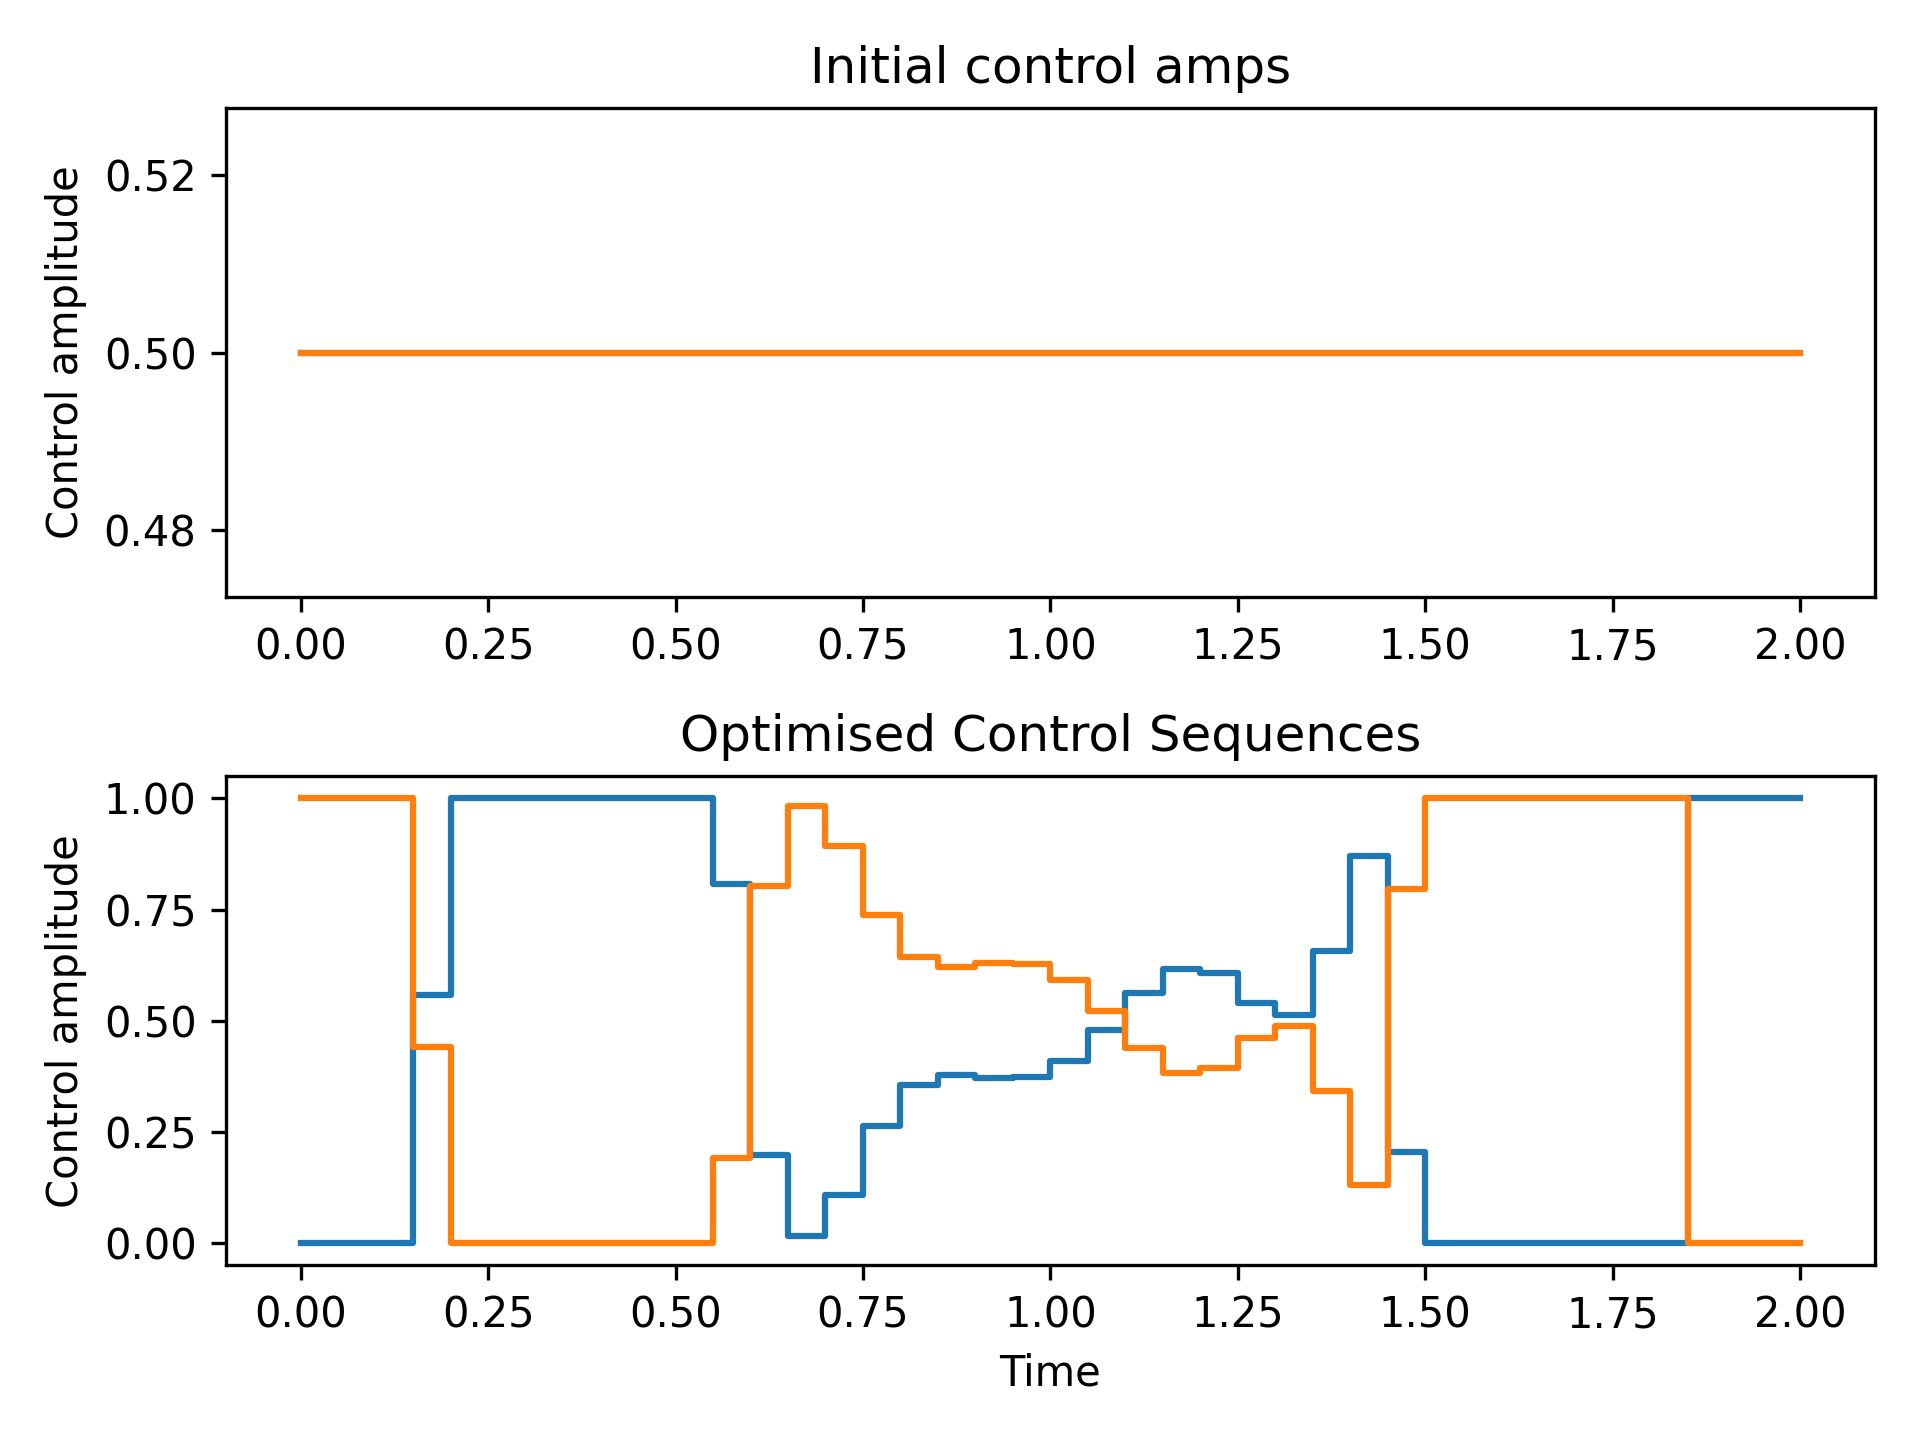 Initial control amps
Control amplitude
0.52
0.50
0.48
0.00 0.25 0.50 0.75 1.00 1.25 1.50 1.75 2.00
Optimised Control Sequences
Control amplitude
1.00
0.75
0.50
0.25
0.00
0.00 0.25 0.50 0.75 1.00 1.25 1.50 1.75 2.00
Time